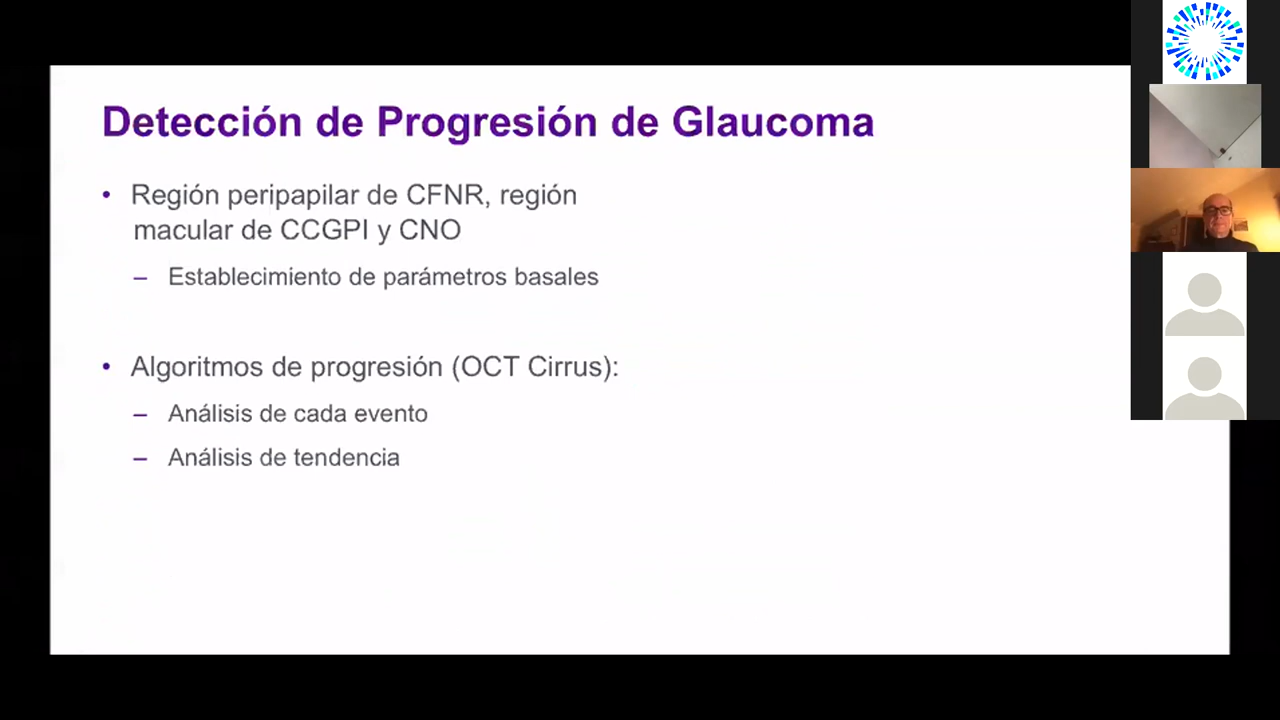 Detección de Progresión de Glaucoma
• Región peripapilar de CFNR, región
macular de CCGPI y CNO
– Establecimiento de parámetros basales
• Algoritmos de progresión (OCT Cirrus):
– Análisis de cada evento
– Análisis de tendencia